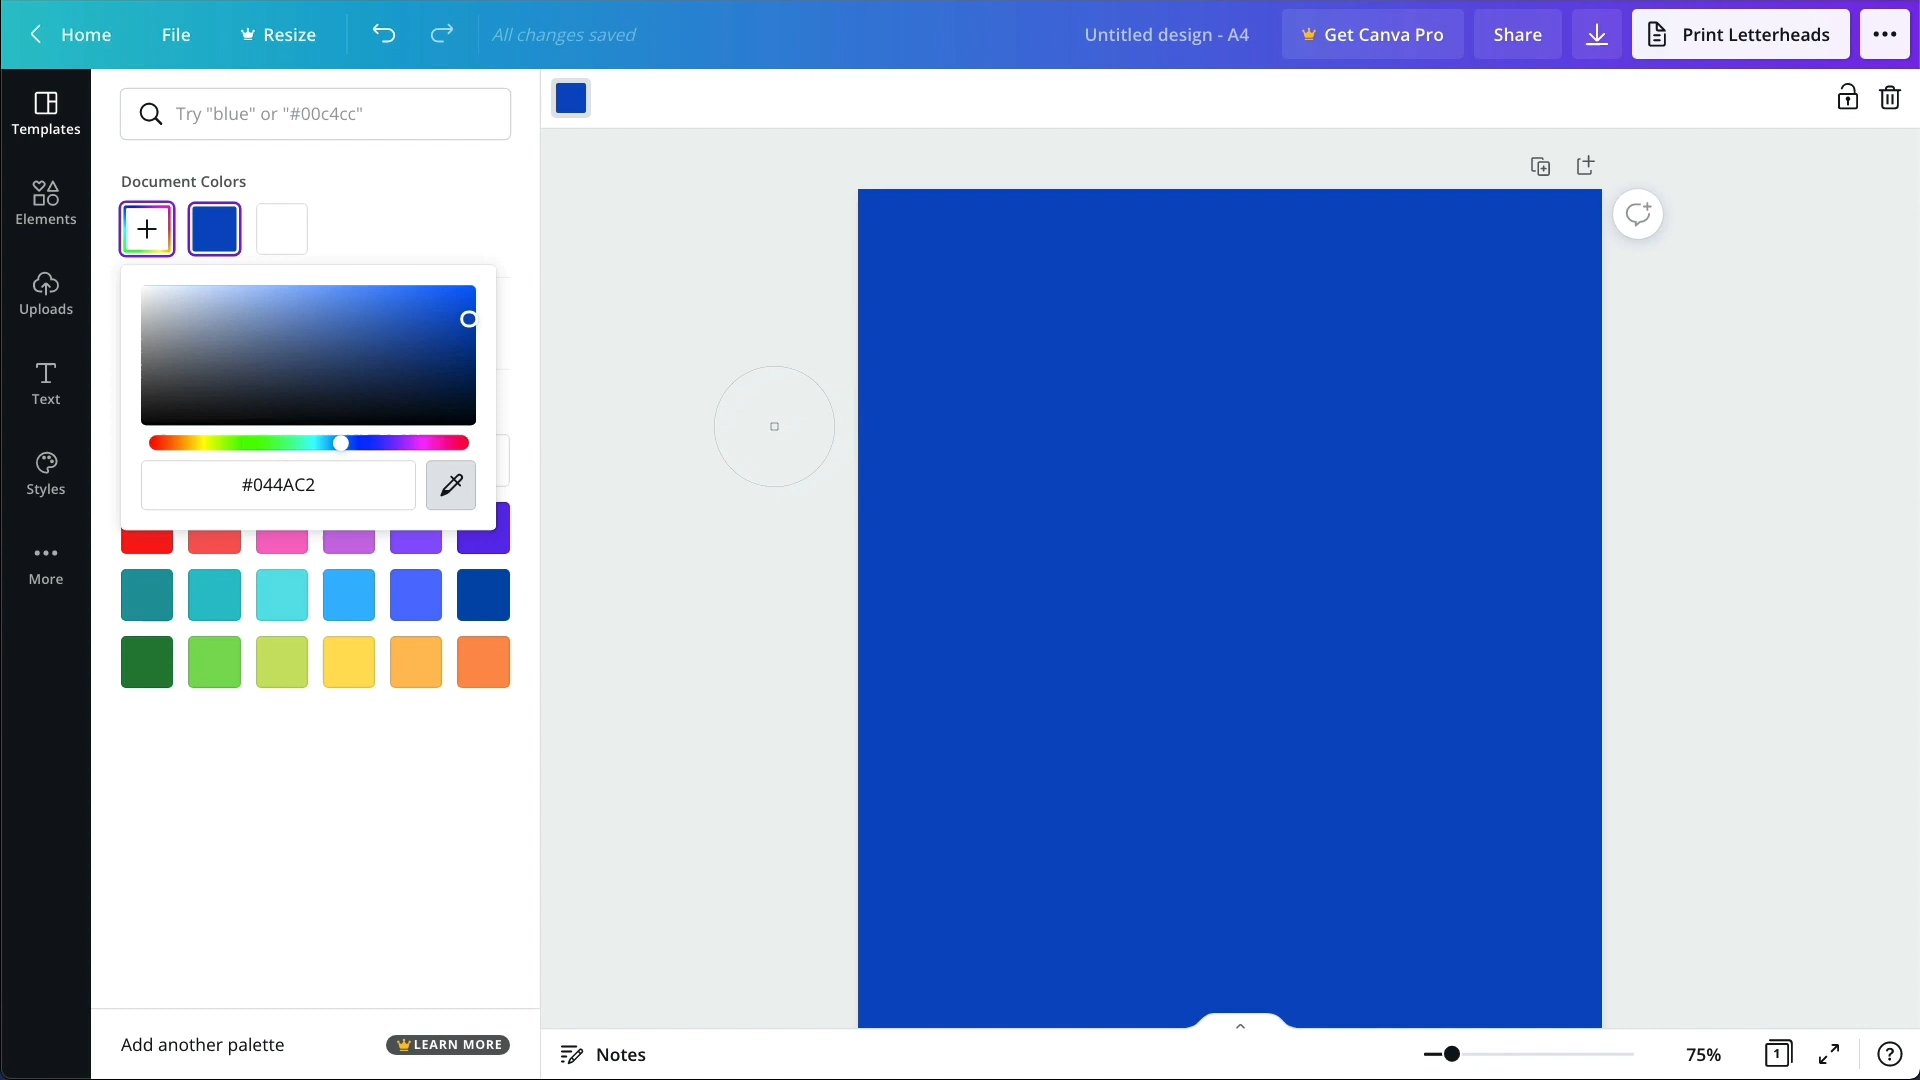 Home
File
Resize
All changes saved
Untitled design - A4
Get Canva Pro
Share
Print Letterheads
Templates
Elements
Uploads
Text
Styles
More
Try "blue" or "#00c4cc"
Document Colors
#044AC2
Add another palette
LEARN MORE
Notes
75%
1
?